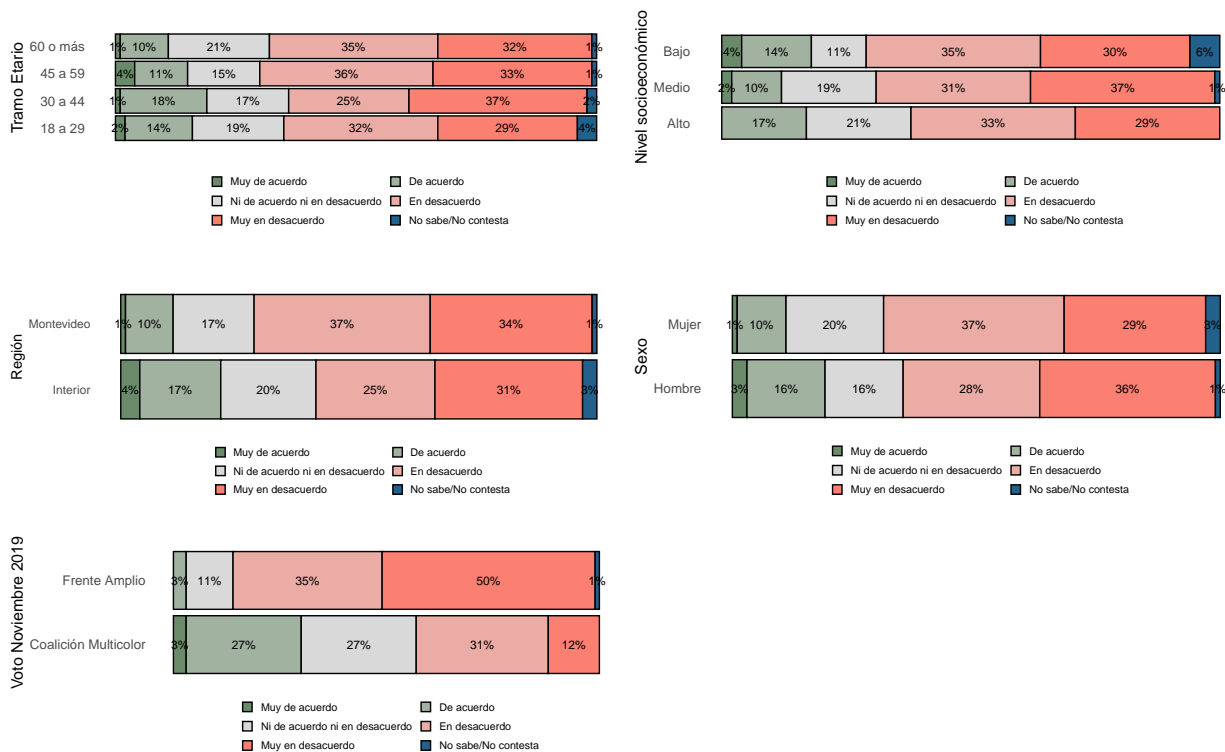 Tramo Etario
60 o más
1% 10% 21% 35% 32% 1%
45 a 59
4% 11% 15% 36% 33% 1%
30 a 44
1% 18% 17% 25% 37% 2%
18 a 29
2% 14% 19% 32% 29% 4%
Muy de acuerdo De acuerdo
Ni de acuerdo ni en desacuerdo En desacuerdo
Muy en desacuerdo No sabe/No contesta
Nivel socioeconómico
Bajo
4% 14% 11% 35% 30% 6%
Medio
2% 10% 19% 31% 37% 1%
Alto
17% 21% 33% 29%
Muy de acuerdo De acuerdo
Ni de acuerdo ni en desacuerdo En desacuerdo
Muy en desacuerdo No sabe/No contesta
Región
Montevideo
1% 10% 17% 37% 34% 1%
Interior
4% 17% 20% 25% 31% 3%
Muy de acuerdo De acuerdo
Ni de acuerdo ni en desacuerdo En desacuerdo
Muy en desacuerdo No sabe/No contesta
Sexo
Mujer
1% 10% 20% 37% 29% 3%
Hombre
3% 16% 16% 28% 36% 1%
Muy de acuerdo De acuerdo
Ni de acuerdo ni en desacuerdo En desacuerdo
Muy en desacuerdo No sabe/No contesta
Voto Noviembre 2019
Frente Amplio
3% 11% 35% 50% 1%
Coalición Multicolor
3% 27% 27% 31% 12%
Muy de acuerdo De acuerdo
Ni de acuerdo ni en desacuerdo En desacuerdo
Muy en desacuerdo No sabe/No contesta